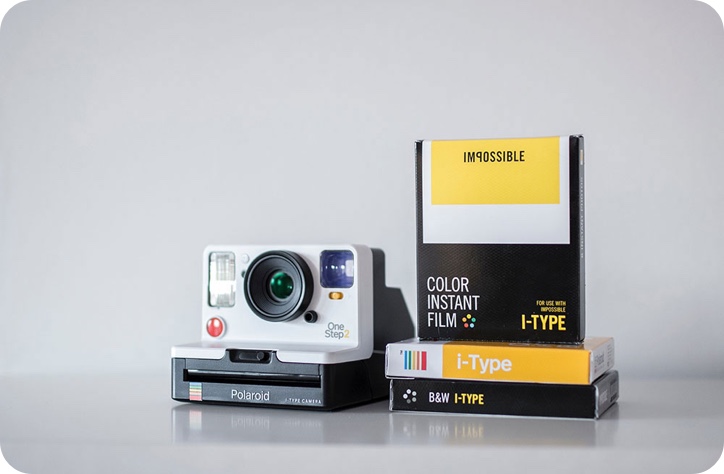 One
Step2
Polaroid
i-TYPE CAMERA
IMPOSSIBLE
COLOR
INSTANT
FILM
FOR USE WITH
IMPOSSIBLE
I-TYPE
i-Type
B&W I-TYPE